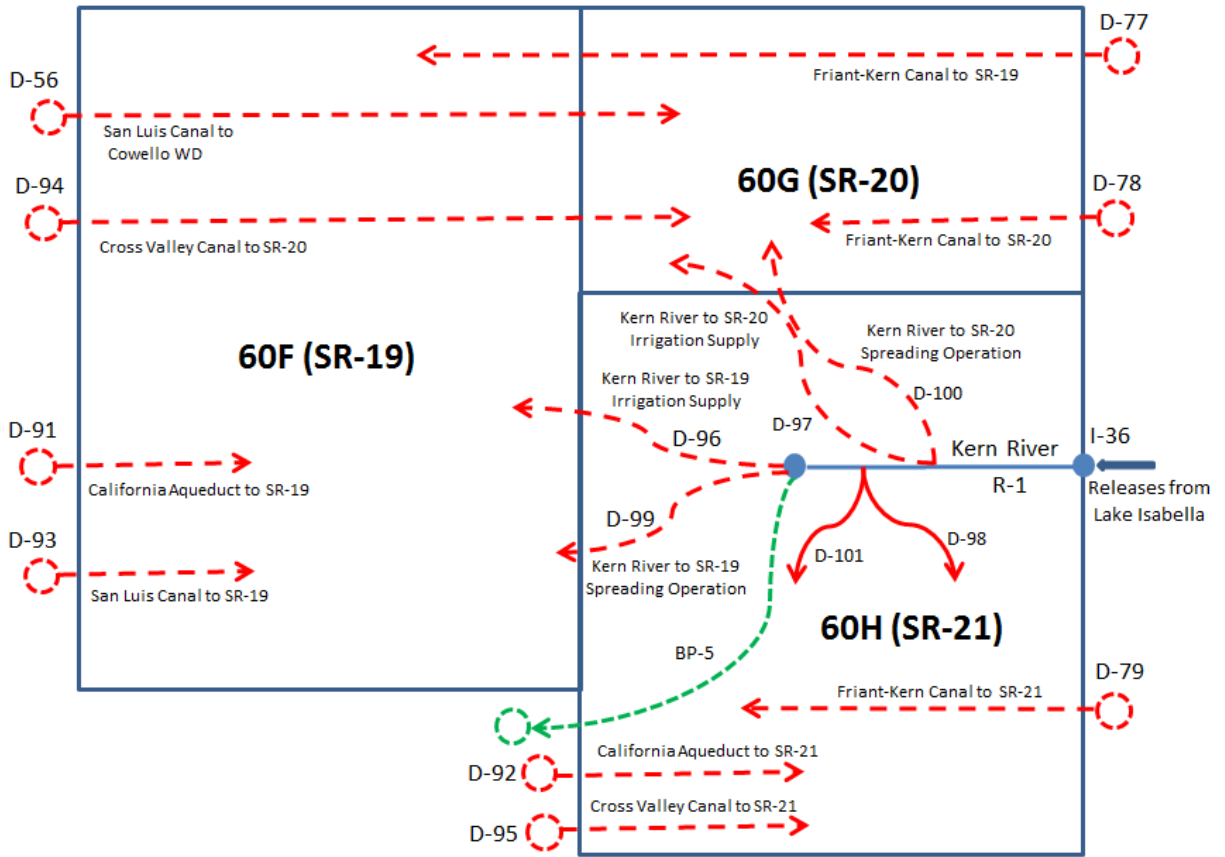 D-77
Friant-Kern Canal to SR-19
D-56
San Luis Canal to
Cowello WD
60G (SR-20)
D-94
D-78
Cross Valley Canal to SR-20
Friant-Kern Canal to SR-20
Kern River to SR-20
Irrigation Supply
Kern River to SR-20
Spreading Operation
60F (SR-19)
Kern River to SR-19
Irrigation Supply
D-100
D-97
D-91
D-96
Kern River
I-36
California Aqueduct to SR-19
R-1
Releases from
Lake Isabella
D-99
D-93
D-98
D-101
Kern River to SR-19
Spreading Operation
San Luis Canal to SR-19
60H (SR-21)
BP-5
D-79
Friant-Kern Canal to SR-21
California Aqueduct to SR-21
D-92
Cross Valley Canal to SR-21
D-95